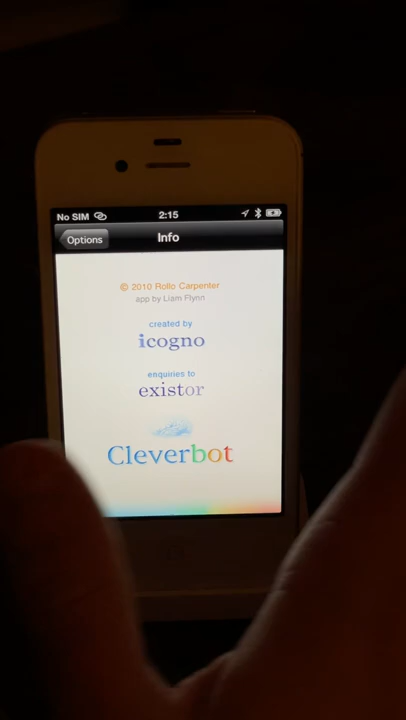 No SIM 2:15
Options Info
© 2010 Rollo Carpenter
app by Liam Flynn
created by
icogno
enquiries to
existor
Cleverbot